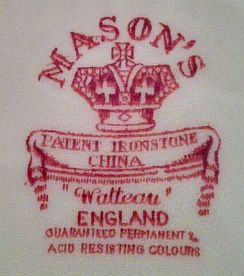 MASON'S
PATENT IRONSTONE
CHINA
"Watteau"
ENGLAND
GUARANTEED PERMANENT &
ACID RESISTING COLOURS